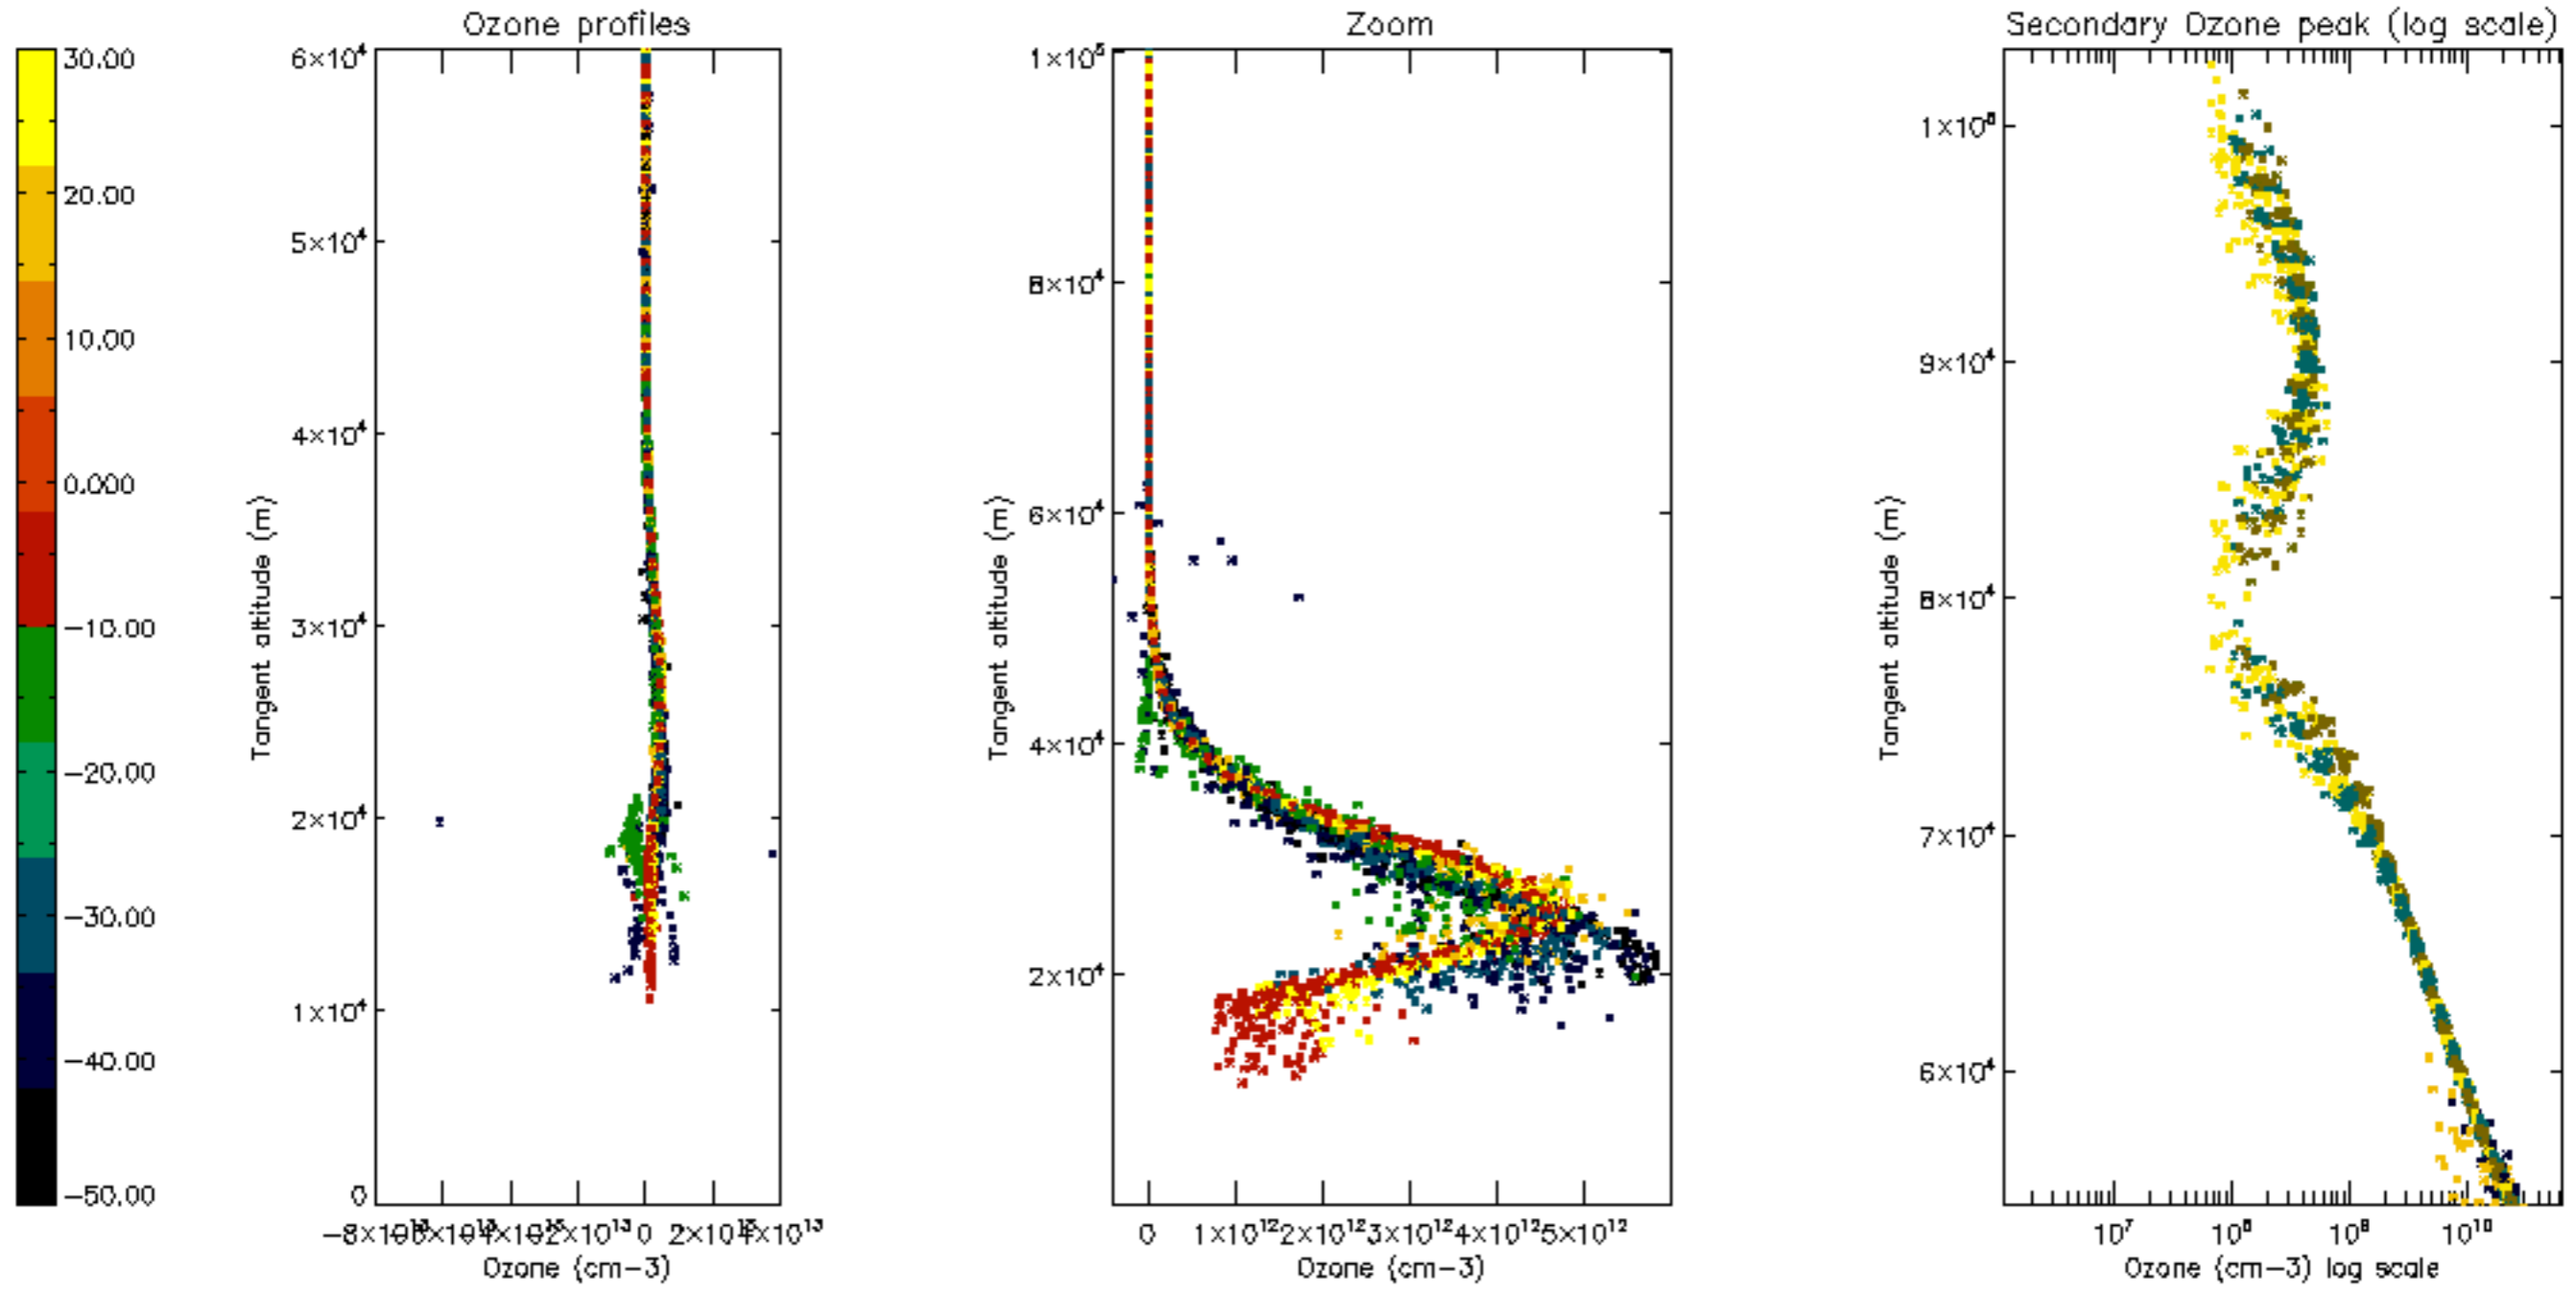 Ozone profiles
Zoom
Secondary Ozone peak (log scale)
30.00
20.00
10.00
0.000
−10.00
−20.00
−30.00
−40.00
−50.00
6×10⁴
5×10⁴
4×10⁴
3×10⁴
2×10⁴
1×10⁴
0
Tangent altitude (m)
0
Ozone (cm−3)
1×10⁵
8×10⁴
6×10⁴
4×10⁴
2×10⁴
Tangent altitude (m)
0 1×10¹² 2×10¹² 3×10¹² 4×10¹² 5×10¹²
Ozone (cm−3)
1×10⁵
9×10⁴
8×10⁴
7×10⁴
6×10⁴
Tangent altitude (m)
10⁷ 10⁸ 10⁹ 10¹⁰
Ozone (cm−3) log scale